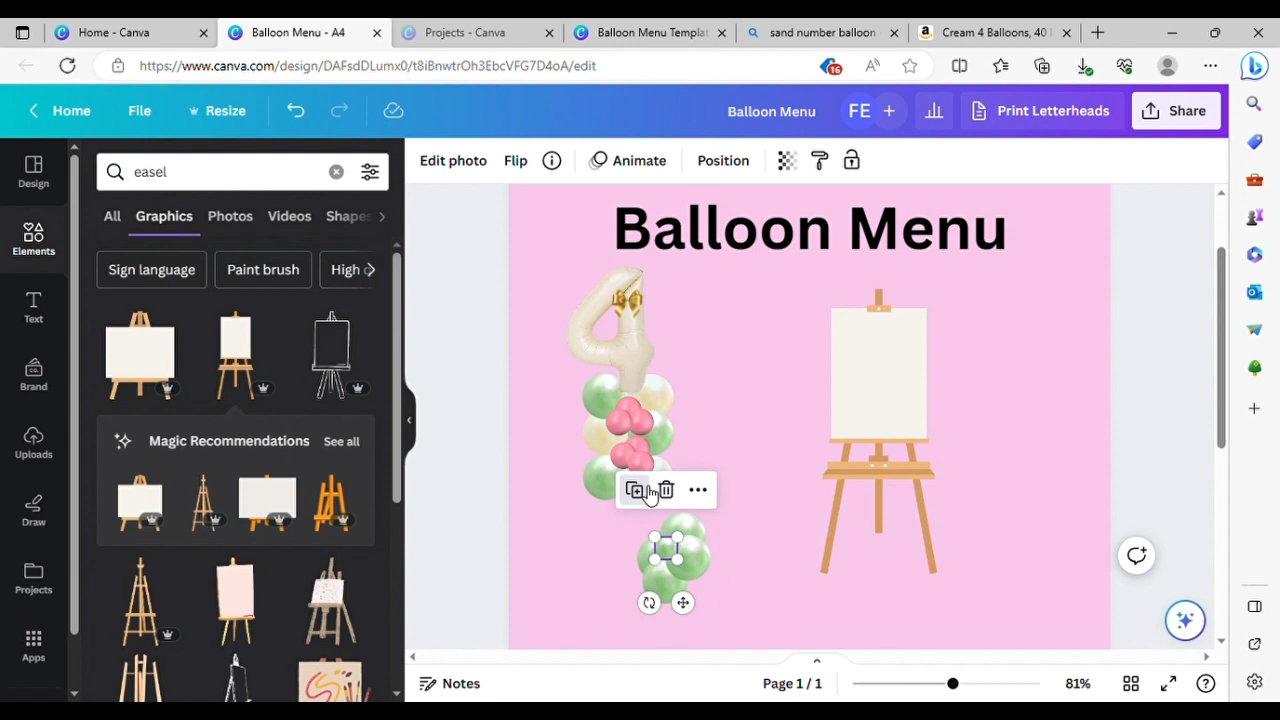 Home - Canva
Balloon Menu - A4
Projects - Canva
Balloon Menu Templat
sand number balloon
Cream 4 Balloons, 40 I
https://www.canva.com/design/DAFsdDLumx0/t8iBnwtrOh3EbcVFG7D4oA/edit
16
Home
File
Resize
Balloon Menu
FE
Print Letterheads
Share
Design
Elements
Text
Brand
Uploads
Draw
Projects
Apps
easel
All
Graphics
Photos
Videos
Shapes
Sign language
Paint brush
High
Magic Recommendations
See all
Edit photo
Flip
Animate
Position
Balloon Menu
Notes
Page 1 / 1
81%